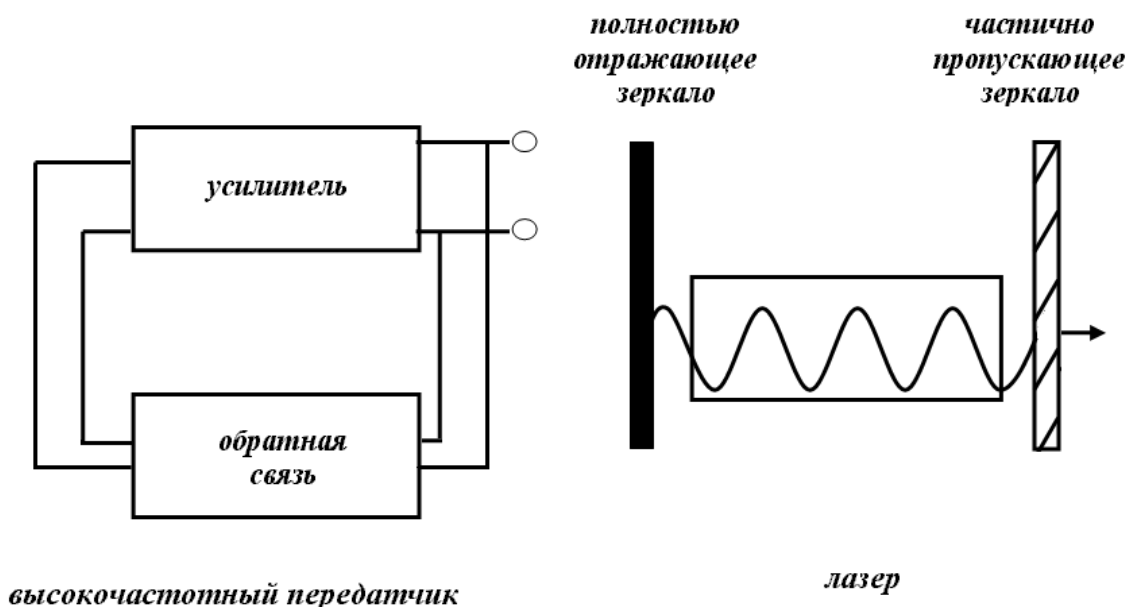 полностью
отражающее
зеркало
частично
пропускающее
зеркало
усилитель
обратная
связь
высокочастотный передатчик
лазер